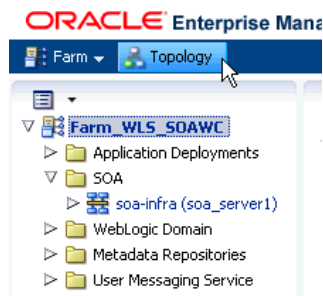 ORACLE Enterprise Mana
Farm Topology
Farm_WLS_SOAWC
Application Deployments
SOA
soa-infra (soa_server1)
WebLogic Domain
Metadata Repositories
User Messaging Service